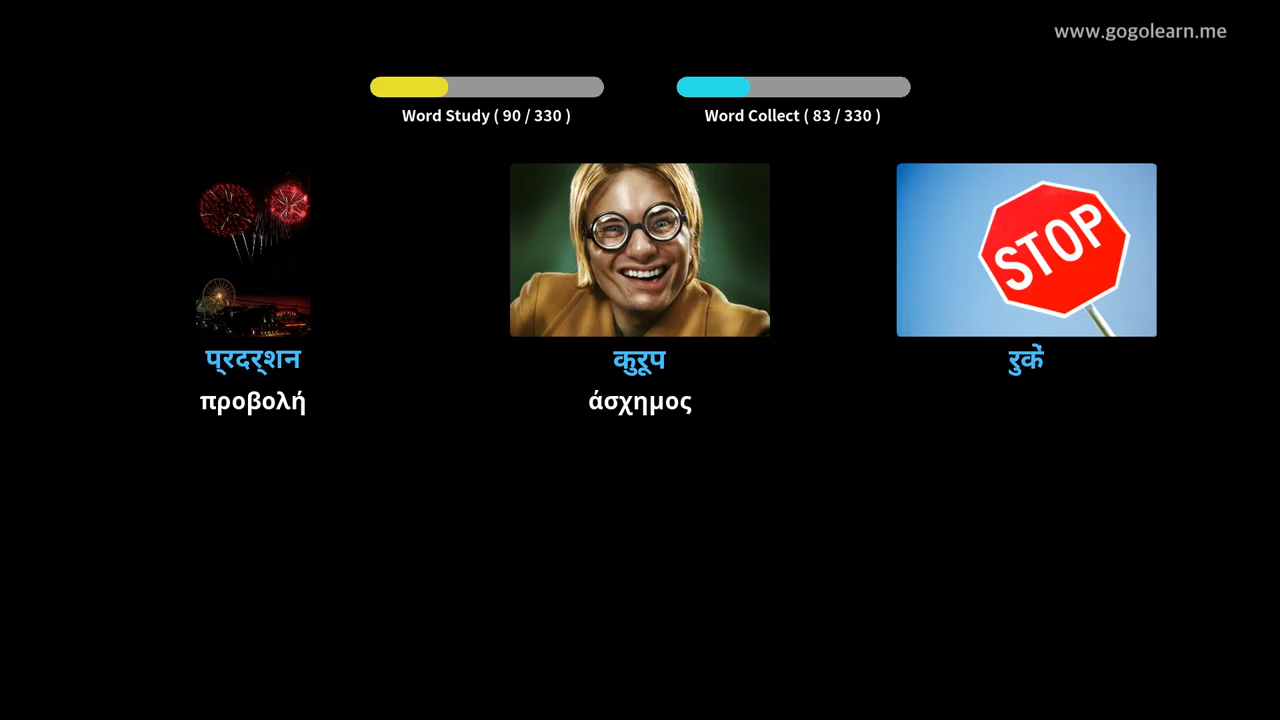 www.gogolearn.me
Word Study ( 90 / 330 )
Word Collect ( 83 / 330 )
STOP
प्रदर्शन
कुरूप
रुकें
προβολή
άσχημος